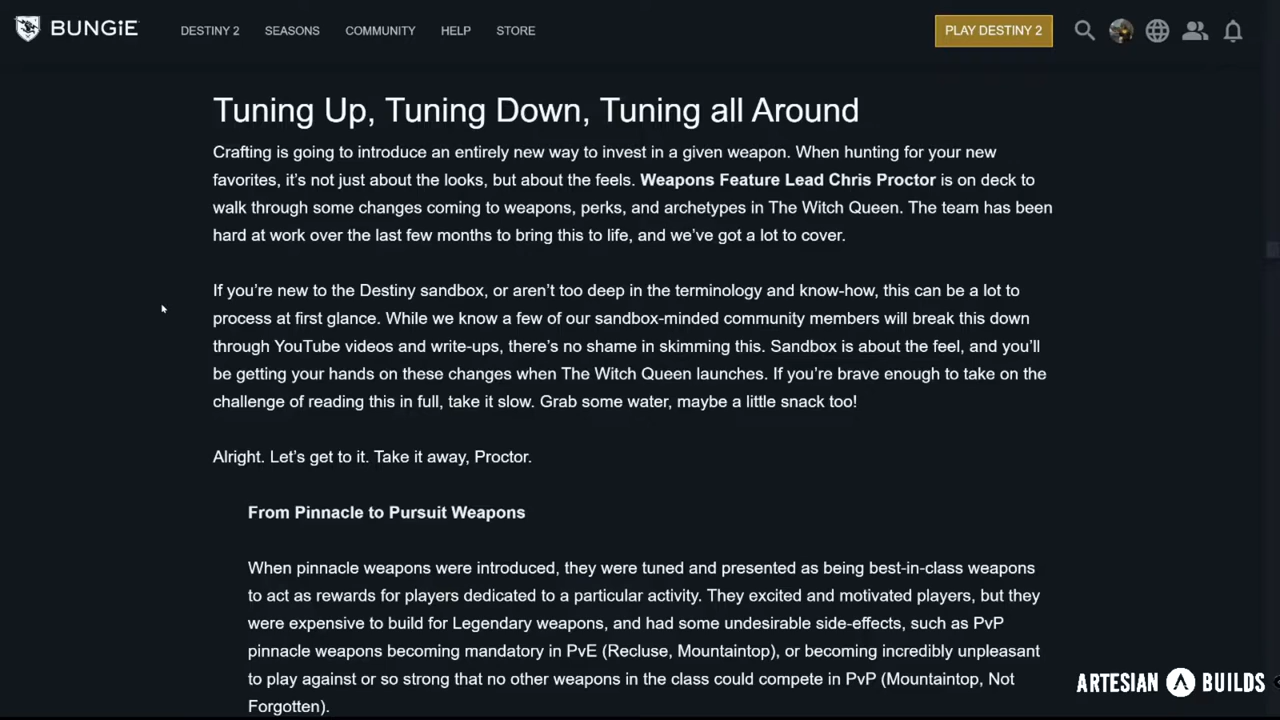 BUNGiE DESTINY 2 SEASONS COMMUNITY HELP STORE PLAY DESTINY 2
Tuning Up, Tuning Down, Tuning all Around
Crafting is going to introduce an entirely new way to invest in a given weapon. When hunting for your new
favorites, it’s not just about the looks, but about the feels. Weapons Feature Lead Chris Proctor is on deck to
walk through some changes coming to weapons, perks, and archetypes in The Witch Queen. The team has been
hard at work over the last few months to bring this to life, and we’ve got a lot to cover.
If you’re new to the Destiny sandbox, or aren’t too deep in the terminology and know-how, this can be a lot to
process at first glance. While we know a few of our sandbox-minded community members will break this down
through YouTube videos and write-ups, there’s no shame in skimming this. Sandbox is about the feel, and you’ll
be getting your hands on these changes when The Witch Queen launches. If you’re brave enough to take on the
challenge of reading this in full, take it slow. Grab some water, maybe a little snack too!
Alright. Let’s get to it. Take it away, Proctor.
From Pinnacle to Pursuit Weapons
When pinnacle weapons were introduced, they were tuned and presented as being best-in-class weapons
to act as rewards for players dedicated to a particular activity. They excited and motivated players, but they
were expensive to build for Legendary weapons, and had some undesirable side-effects, such as PvP
pinnacle weapons becoming mandatory in PvE (Recluse, Mountaintop), or becoming incredibly unpleasant
to play against or so strong that no other weapons in the class could compete in PvP (Mountaintop, Not
Forgotten).
ARTESIAN BUILDS